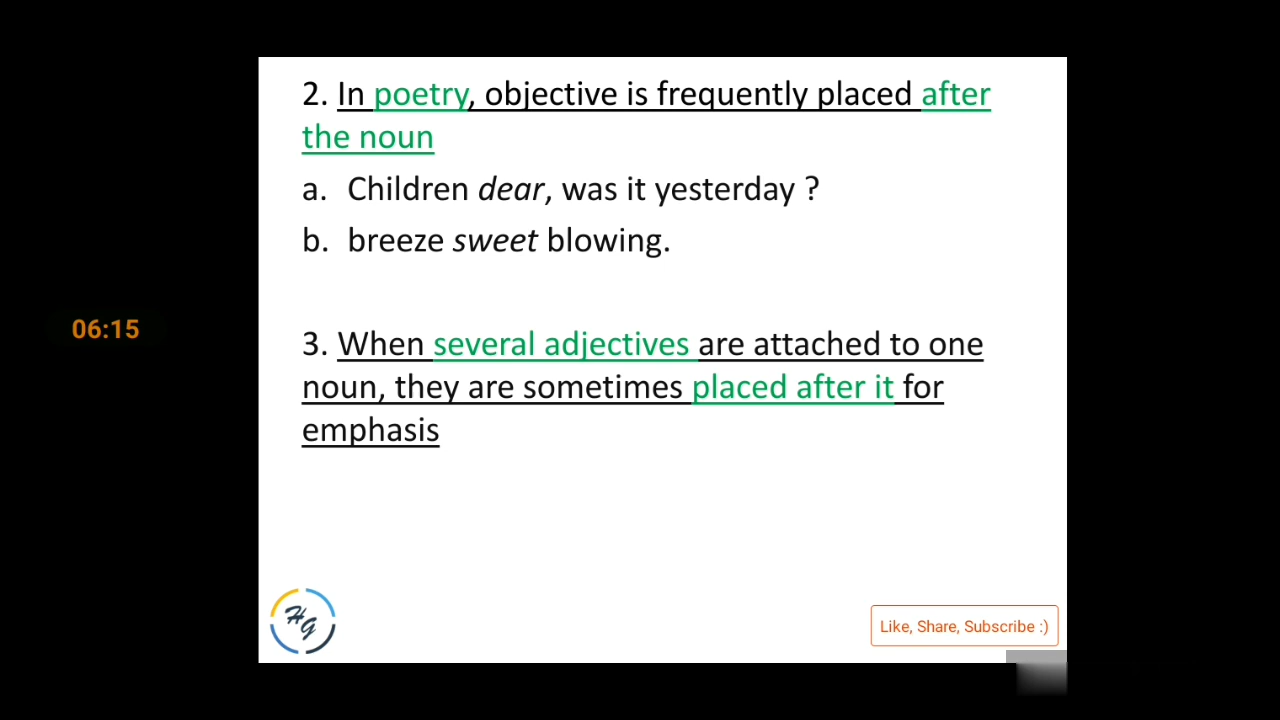 2. In poetry, objective is frequently placed after
the noun
a. Children dear, was it yesterday ?
b. breeze sweet blowing.
06:15
3. When several adjectives are attached to one
noun, they are sometimes placed after it for
emphasis
HG
Like, Share, Subscribe :)